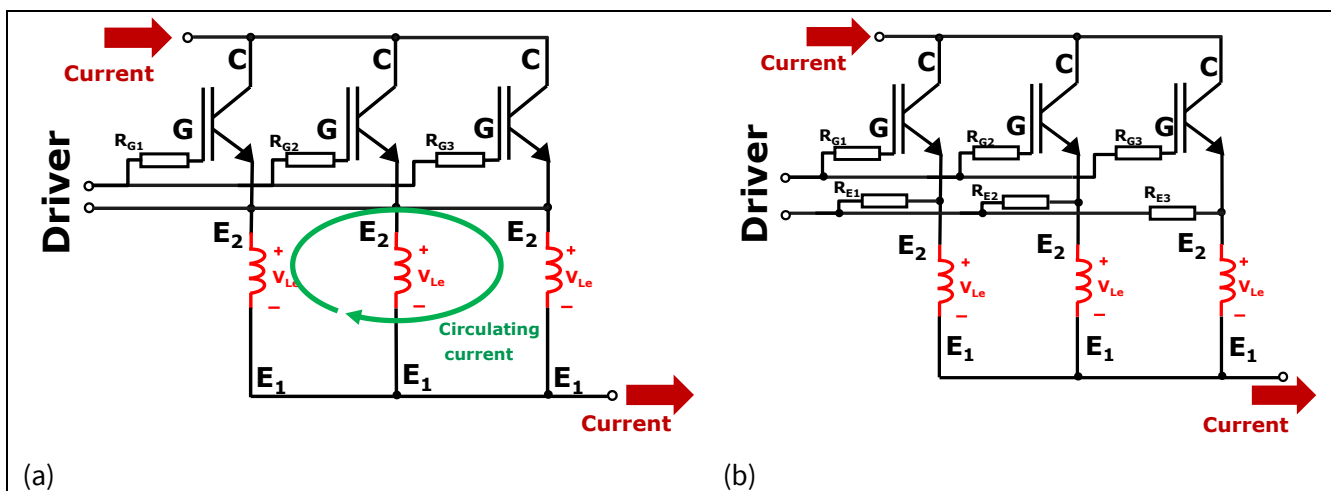 Current
C
C
C
G
G
G
RG1
RG2
RG3
Driver
E2
E2
E2
+
+
+
VLe
VLe
VLe
−
−
−
Circulating
current
E1
E1
E1
Current
(a)
Current
C
C
C
G
G
G
RG1
RG2
RG3
Driver
RE1
RE2
RE3
E2
E2
E2
+
+
+
VLe
VLe
VLe
−
−
−
E1
E1
E1
Current
(b)